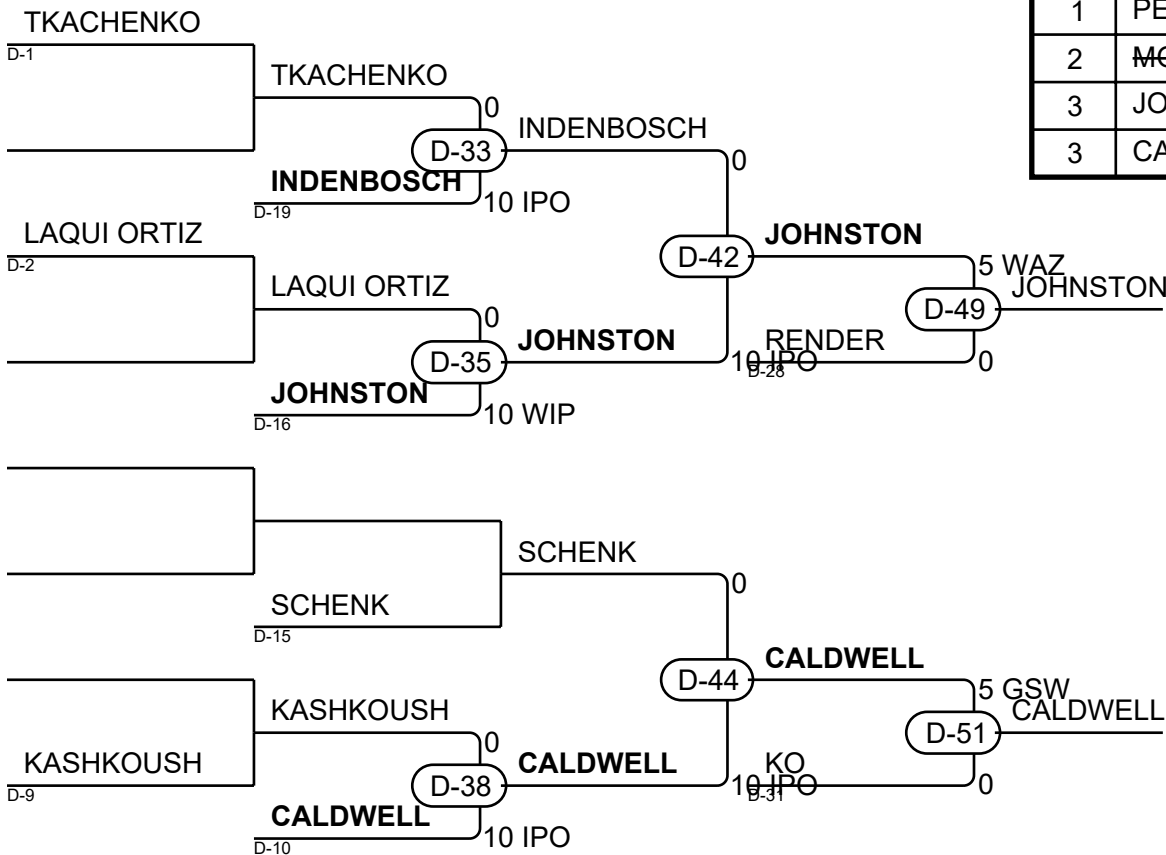 TKACHENKO
D-1
TKACHENKO
0
D-33
INDENBOSCH
INDENBOSCH
D-19
10 IPO
0
LAQUI ORTIZ
D-2
D-42
JOHNSTON
LAQUI ORTIZ
0
5 WAZ
D-49
JOHNSTON
D-35
JOHNSTON
10 IPO
RENDER
D-28
0
JOHNSTON
D-16
10 WIP
SCHENK
0
SCHENK
D-15
D-44
CALDWELL
KASHKOUSH
0
5 GSW
D-51
CALDWELL
KASHKOUSH
D-9
D-38
CALDWELL
10 IPO
KO
D-31
0
CALDWELL
D-10
10 IPO
1 PE
2
3 JO
3 CA